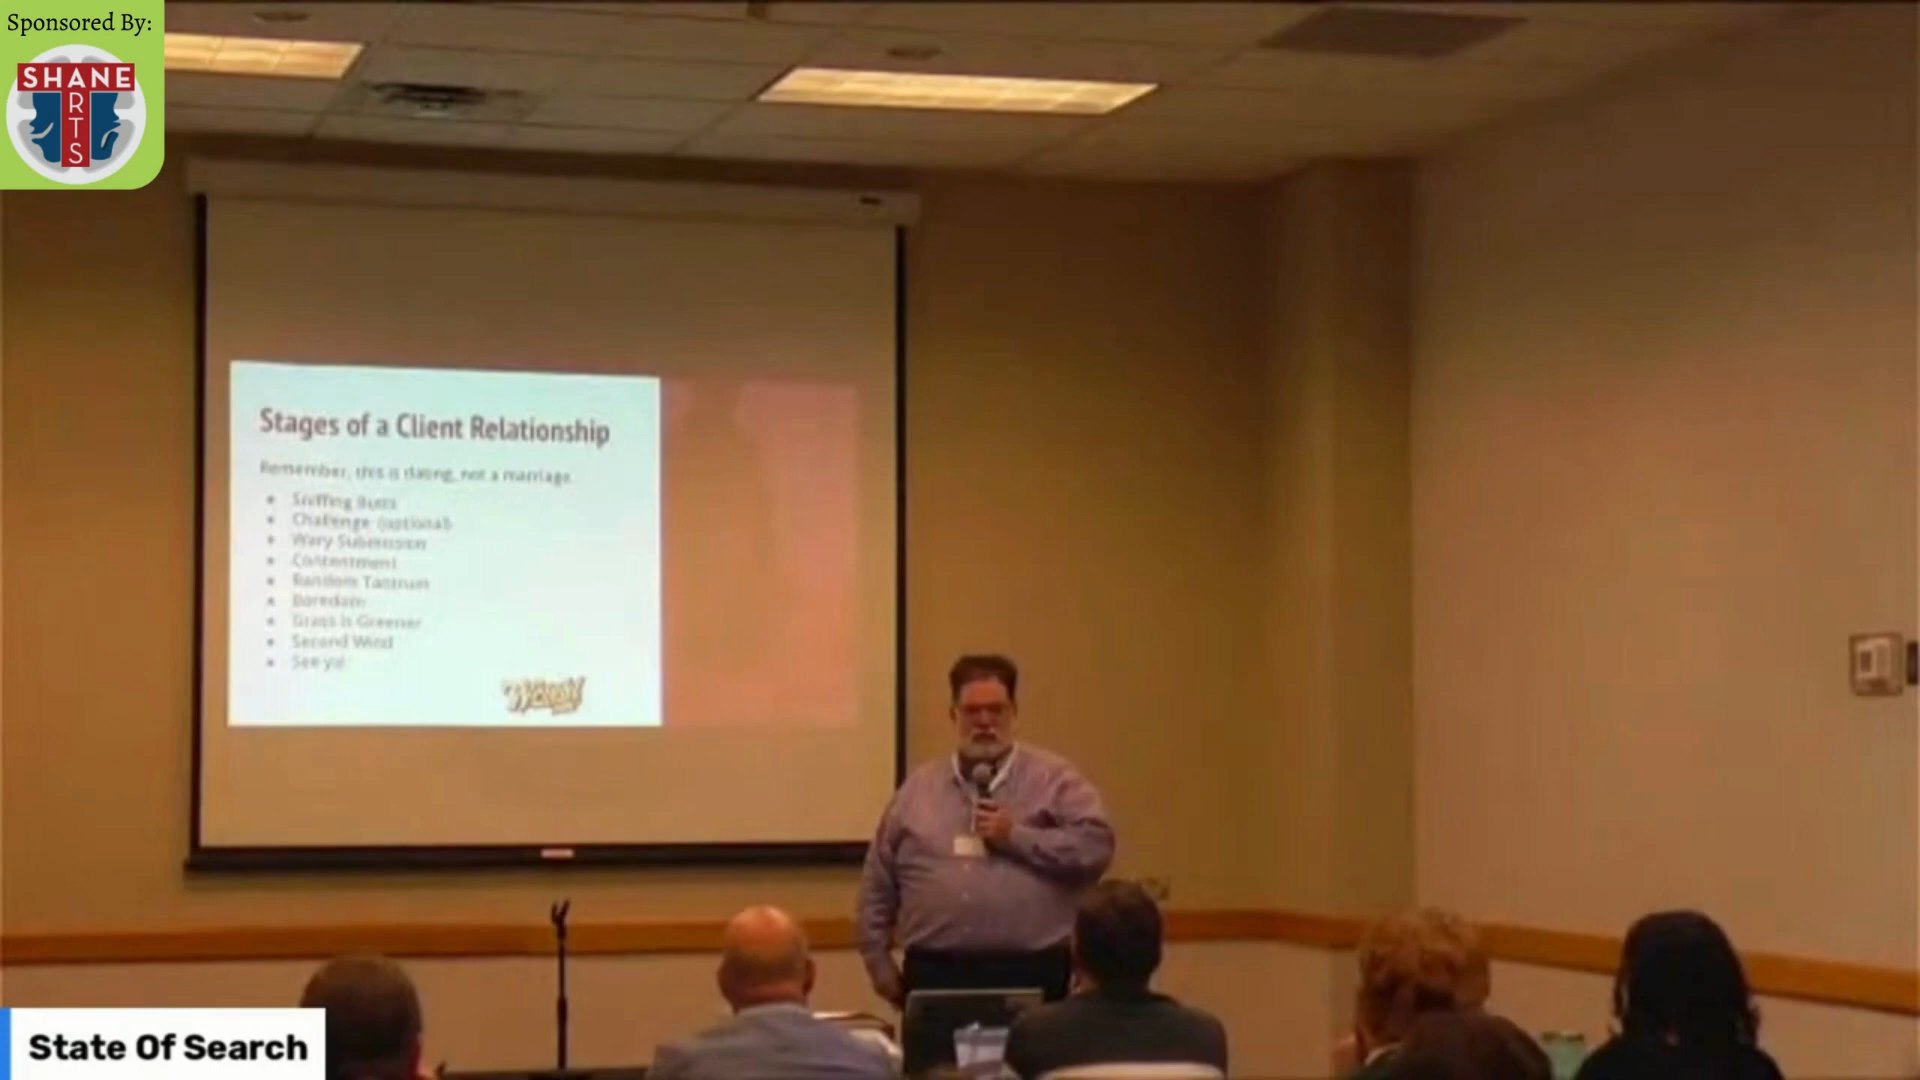 Sponsored By:
SHANE
ARTS
Stages of a Client Relationship
Remember, this is dating, not a marriage.
Sniffing Butts
Challenge (optional)
Wary Submission
Contentment
Random Tantrum
Boredom
Grass is Greener
Second Wind
See ya!
State Of Search